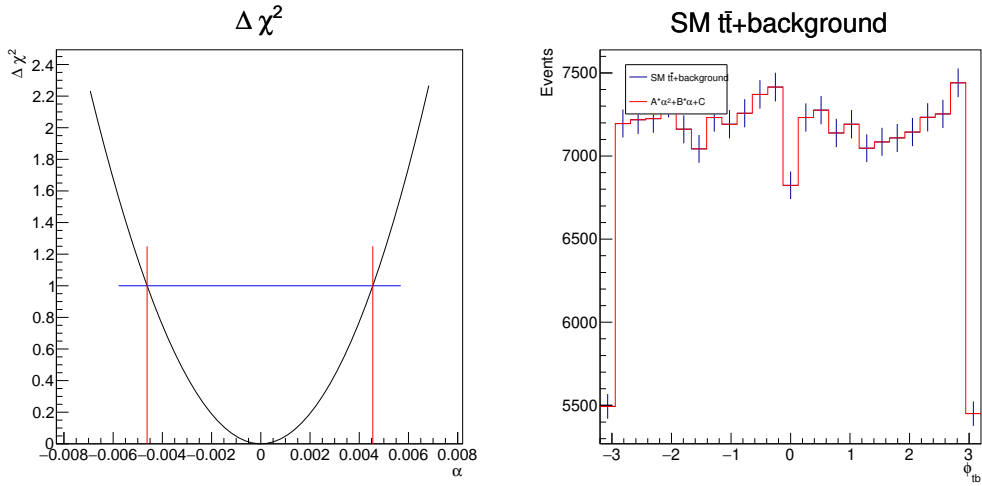 Δ χ²
Δ χ²
2.4
2.2
2
1.8
1.6
1.4
1.2
1
0.8
0.6
0.4
0.2
0
−0.008 −0.006 −0.004 −0.002 0 0.002 0.004 0.006 0.008
α
SM tt̄+background
Events
SM tt̄+background
A*α²+B*α+C
7500
7000
6500
6000
5500
−3 −2 −1 0 1 2 3
ϕ_tb